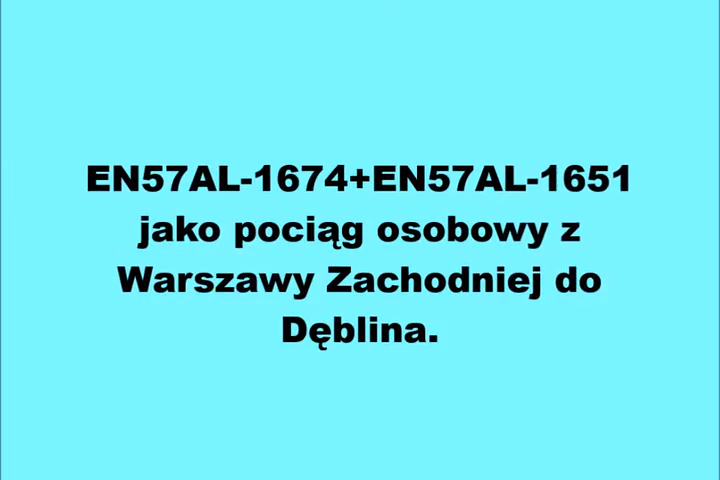 EN57AL-1674+EN57AL-1651
jako pociąg osobowy z
Warszawy Zachodniej do
Dęblina.